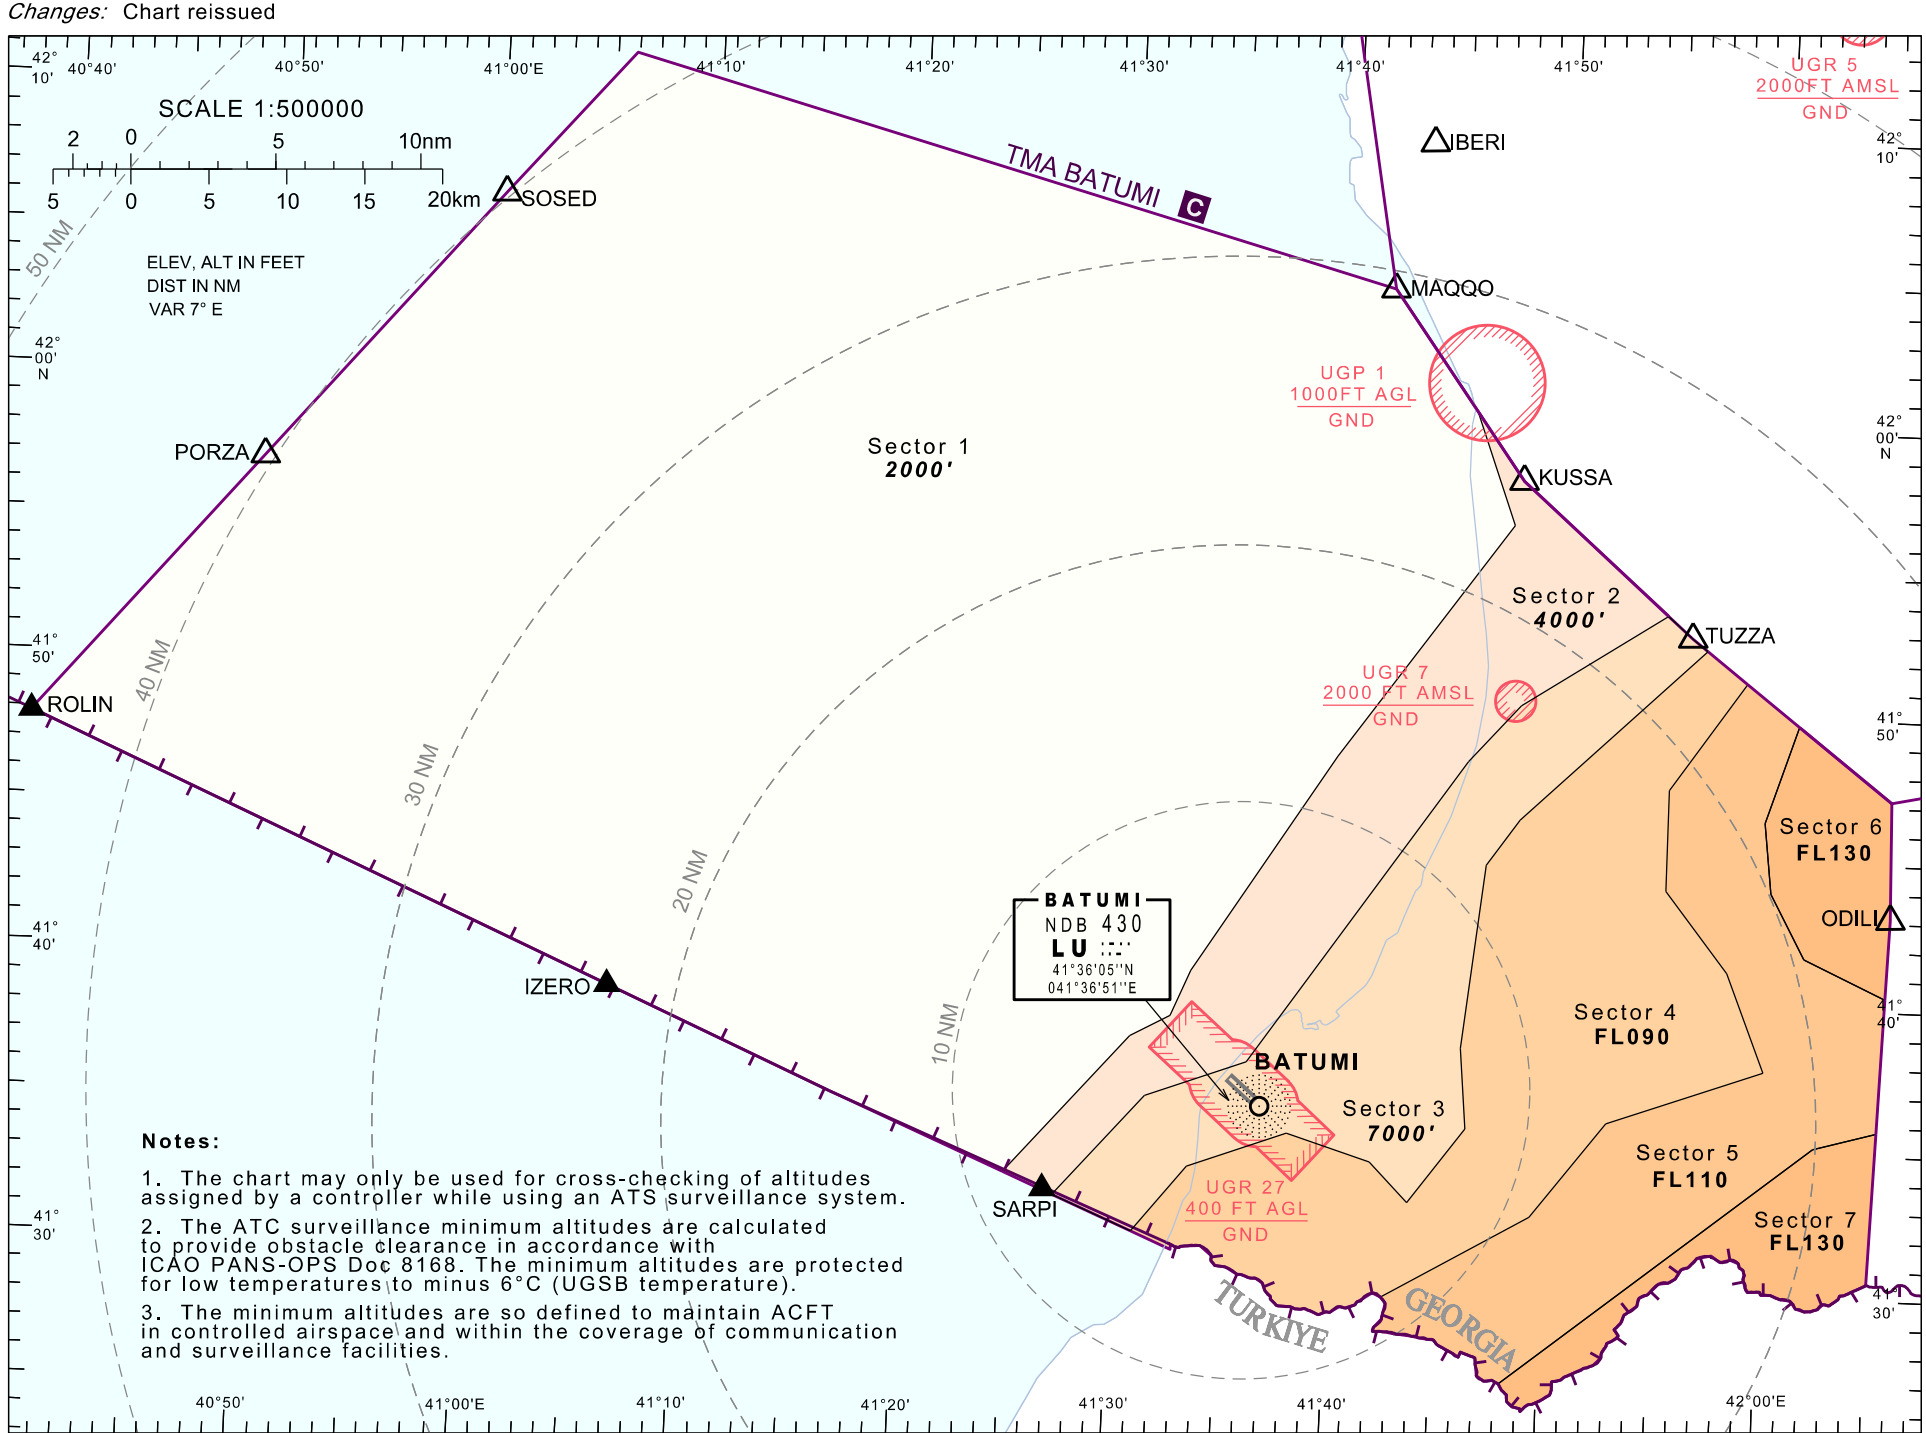 Changes: Chart reissued
42° 10' 40°40' 40°50' 41°00'E 41°10' 41°20' 41°30' 41°40' 41°50'
UGR 5
2000FT AMSL
GND
SCALE 1:500000
2 0 5 10nm
5 0 5 10 15 20km
42° 10'
IBERI
TMA BATUMI C
SOSED
50 NM
ELEV, ALT IN FEET
DIST IN NM
VAR 7° E
MAQQO
42° 00' N
UGP 1
1000FT AGL
GND
42° 00' N
Sector 1
2000'
PORZA
KUSSA
Sector 2
4000'
TUZZA
41° 50'
40 NM
UGR 7
2000 FT AMSL
GND
ROLIN
41° 50'
30 NM
20 NM
Sector 6
FL130
BATUMI
NDB 430
LU
41°36'05''N
041°36'51''E
ODILI
41° 40'
IZERO
Sector 4
FL090
41° 40'
10 NM
BATUMI
Sector 3
7000'
Sector 5
FL110
SARPI
UGR 27
400 FT AGL
GND
Sector 7
FL130
41° 30'
Notes:
1. The chart may only be used for cross-checking of altitudes
assigned by a controller while using an ATS surveillance system.
2. The ATC surveillance minimum altitudes are calculated
to provide obstacle clearance in accordance with
ICAO PANS-OPS Doc 8168. The minimum altitudes are protected
for low temperatures to minus 6°C (UGSB temperature).
3. The minimum altitudes are so defined to maintain ACFT
in controlled airspace and within the coverage of communication
and surveillance facilities.
TURKIYE
GEORGIA
41° 30'
40°50' 41°00'E 41°10' 41°20' 41°30' 41°40' 42°00'E